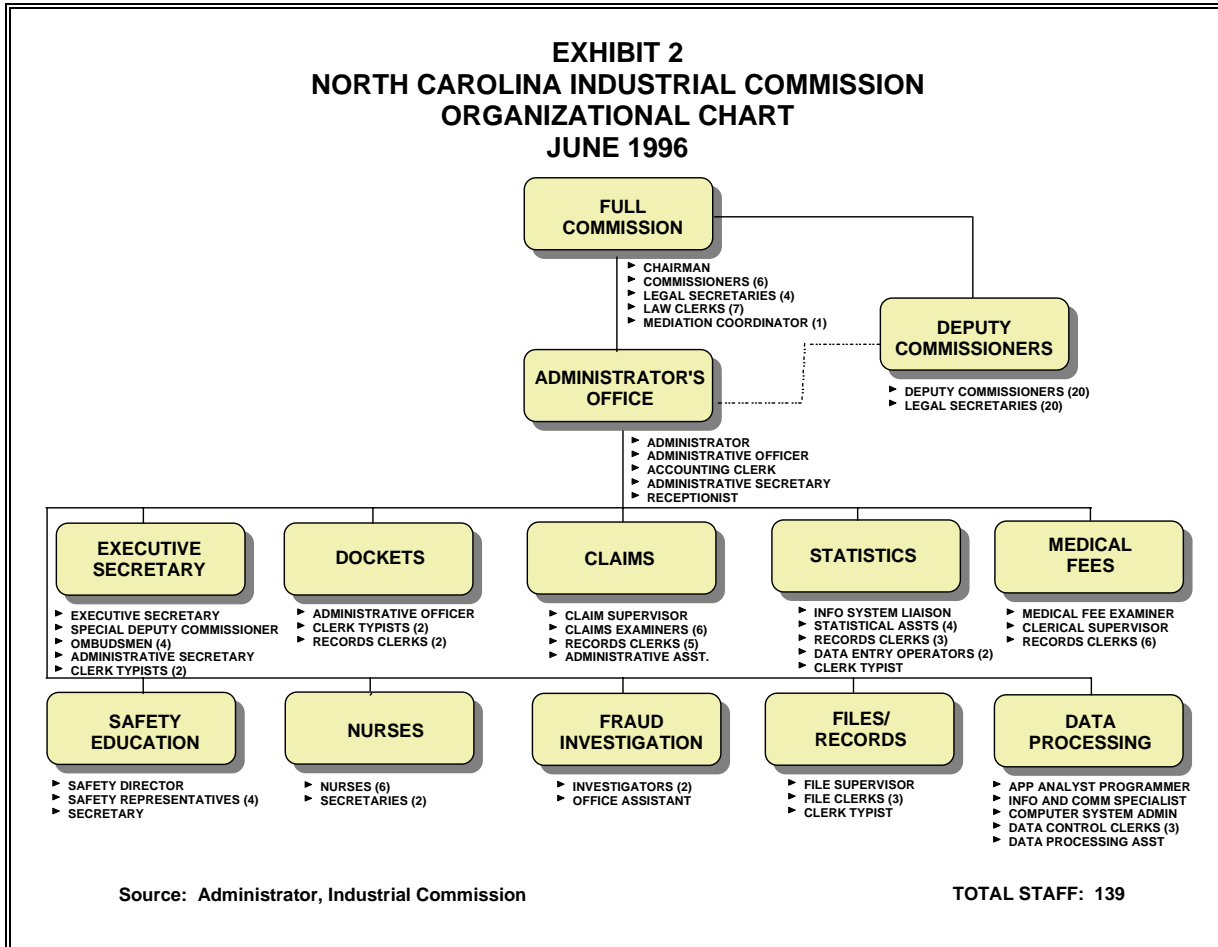 EXHIBIT 2
NORTH CAROLINA INDUSTRIAL COMMISSION
ORGANIZATIONAL CHART
JUNE 1996
FULL
COMMISSION
► CHAIRMAN
► COMMISSIONERS (6)
► LEGAL SECRETARIES (4)
► LAW CLERKS (7)
► MEDIATION COORDINATOR (1)
DEPUTY
COMMISSIONERS
► DEPUTY COMMISSIONERS (20)
► LEGAL SECRETARIES (20)
ADMINISTRATOR'S
OFFICE
► ADMINISTRATOR
► ADMINISTRATIVE OFFICER
► ACCOUNTING CLERK
► ADMINISTRATIVE SECRETARY
► RECEPTIONIST
EXECUTIVE
SECRETARY
► EXECUTIVE SECRETARY
► SPECIAL DEPUTY COMMISSIONER
► OMBUDSMEN (4)
► ADMINISTRATIVE SECRETARY
► CLERK TYPISTS (2)
DOCKETS
► ADMINISTRATIVE OFFICER
► CLERK TYPISTS (2)
► RECORDS CLERKS (2)
CLAIMS
► CLAIM SUPERVISOR
► CLAIMS EXAMINERS (6)
► RECORDS CLERKS (5)
► ADMINISTRATIVE ASST.
STATISTICS
► INFO SYSTEM LIAISON
► STATISTICAL ASSTS (4)
► RECORDS CLERKS (3)
► DATA ENTRY OPERATORS (2)
► CLERK TYPIST
MEDICAL
FEES
► MEDICAL FEE EXAMINER
► CLERICAL SUPERVISOR
► RECORDS CLERKS (6)
SAFETY
EDUCATION
► SAFETY DIRECTOR
► SAFETY REPRESENTATIVES (4)
► SECRETARY
NURSES
► NURSES (6)
► SECRETARIES (2)
FRAUD
INVESTIGATION
► INVESTIGATORS (2)
► OFFICE ASSISTANT
FILES/
RECORDS
► FILE SUPERVISOR
► FILE CLERKS (3)
► CLERK TYPIST
DATA
PROCESSING
► APP ANALYST PROGRAMMER
► INFO AND COMM SPECIALIST
► COMPUTER SYSTEM ADMIN
► DATA CONTROL CLERKS (3)
► DATA PROCESSING ASST
Source: Administrator, Industrial Commission
TOTAL STAFF: 139